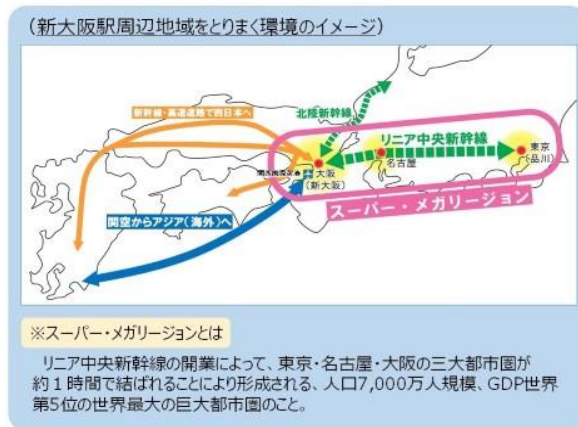 （新大阪駅周辺地域をとりまく環境のイメージ）
新幹線・高速道路で西日本へ
北陸新幹線
リニア中央新幹線
東京
（品川）
名古屋
関西国際空港
大阪
（新大阪）
スーパー・メガリージョン
関空からアジア（海外）へ
※スーパー・メガリージョンとは
リニア中央新幹線の開業によって、東京・名古屋・大阪の三大都市圏が
約１時間で結ばれることにより形成される、人口7,000万人規模、GDP世界
第5位の世界最大の巨大都市圏のこと。